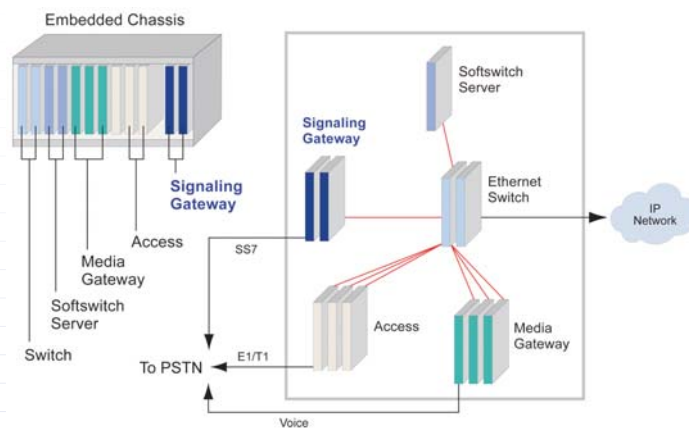 Embedded Chassis
Signaling
Gateway
Access
Media
Gateway
Softswitch
Server
Switch
Softswitch
Server
Signaling
Gateway
Ethernet
Switch
IP
Network
SS7
Access
Media
Gateway
To PSTN
E1/T1
Voice